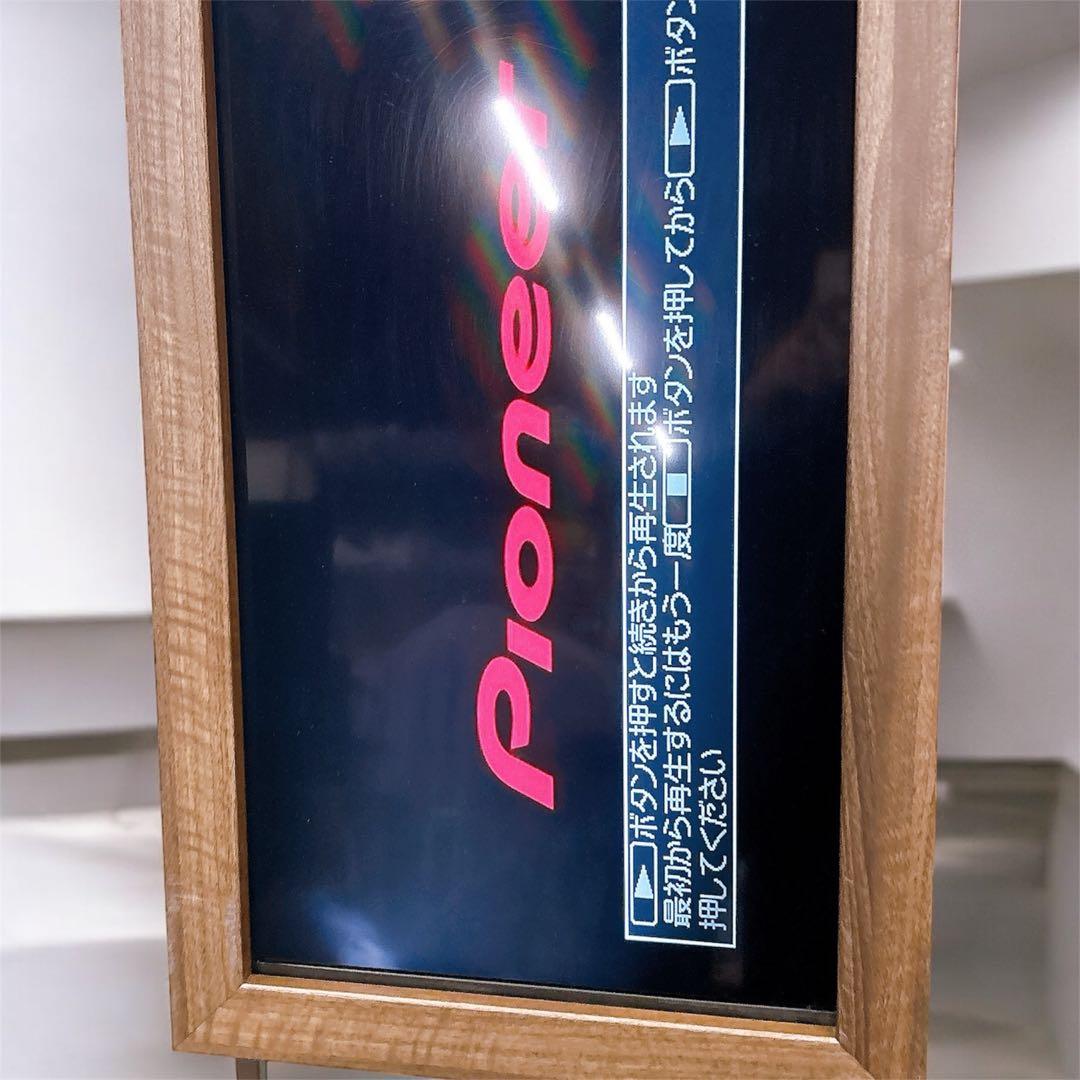 Pioneer
▶ボタンを押すと続きから再生されます
最初から再生するにはもう一度■ボタンを押してから▶ボタン
押してください